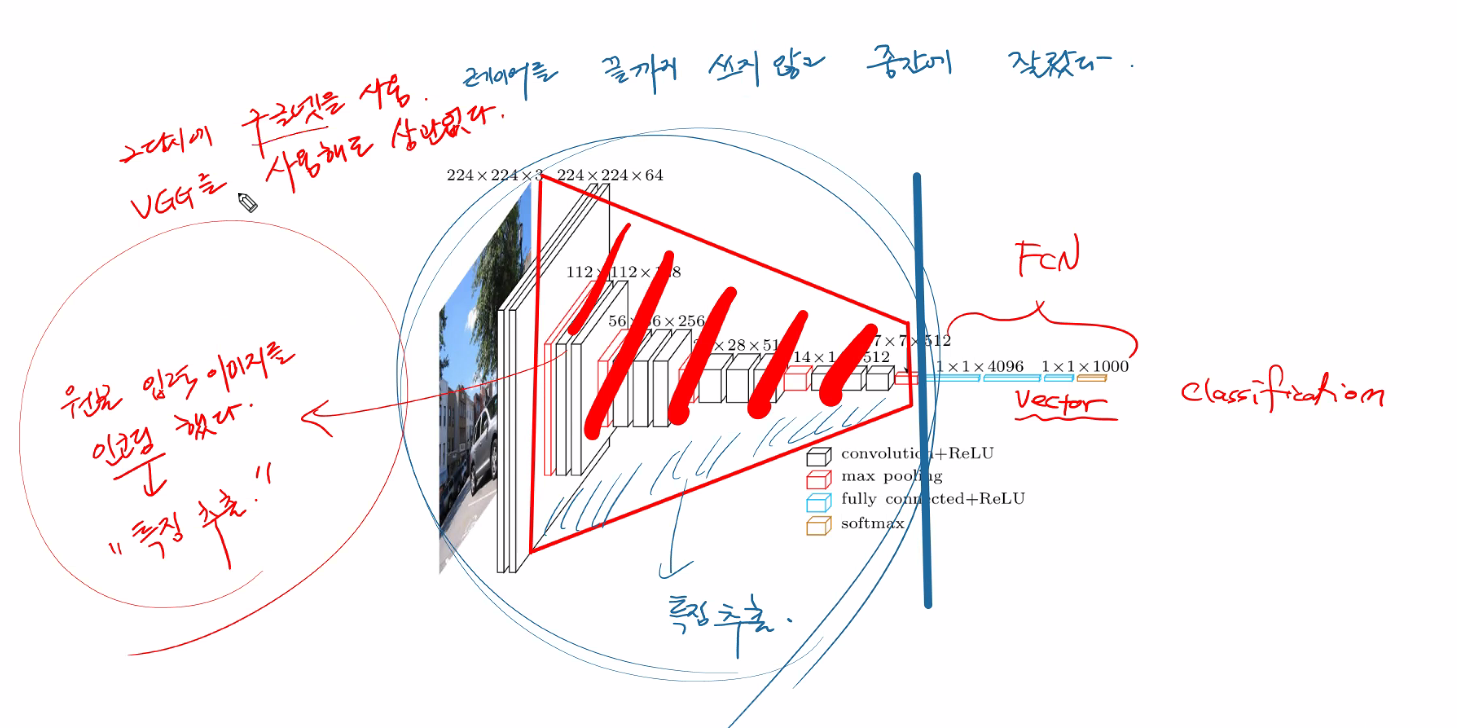 레이어를 끝까지 쓰지 않고 중간에 잘랐다.
그 당시에 구글넷을 사용.
VGG를 사용해도 상관없다.
224×224×3 224×224×64
112×112×128
56×56×256
28×28×512
14×14×512
7×7×512
1×1×4096 1×1×1000
FCN
Vector
classification
convolution+ReLU
max pooling
fully connected+ReLU
softmax
원본 입력 이미지를
인코딩 했다.
"특징 추출."
특징 추출.